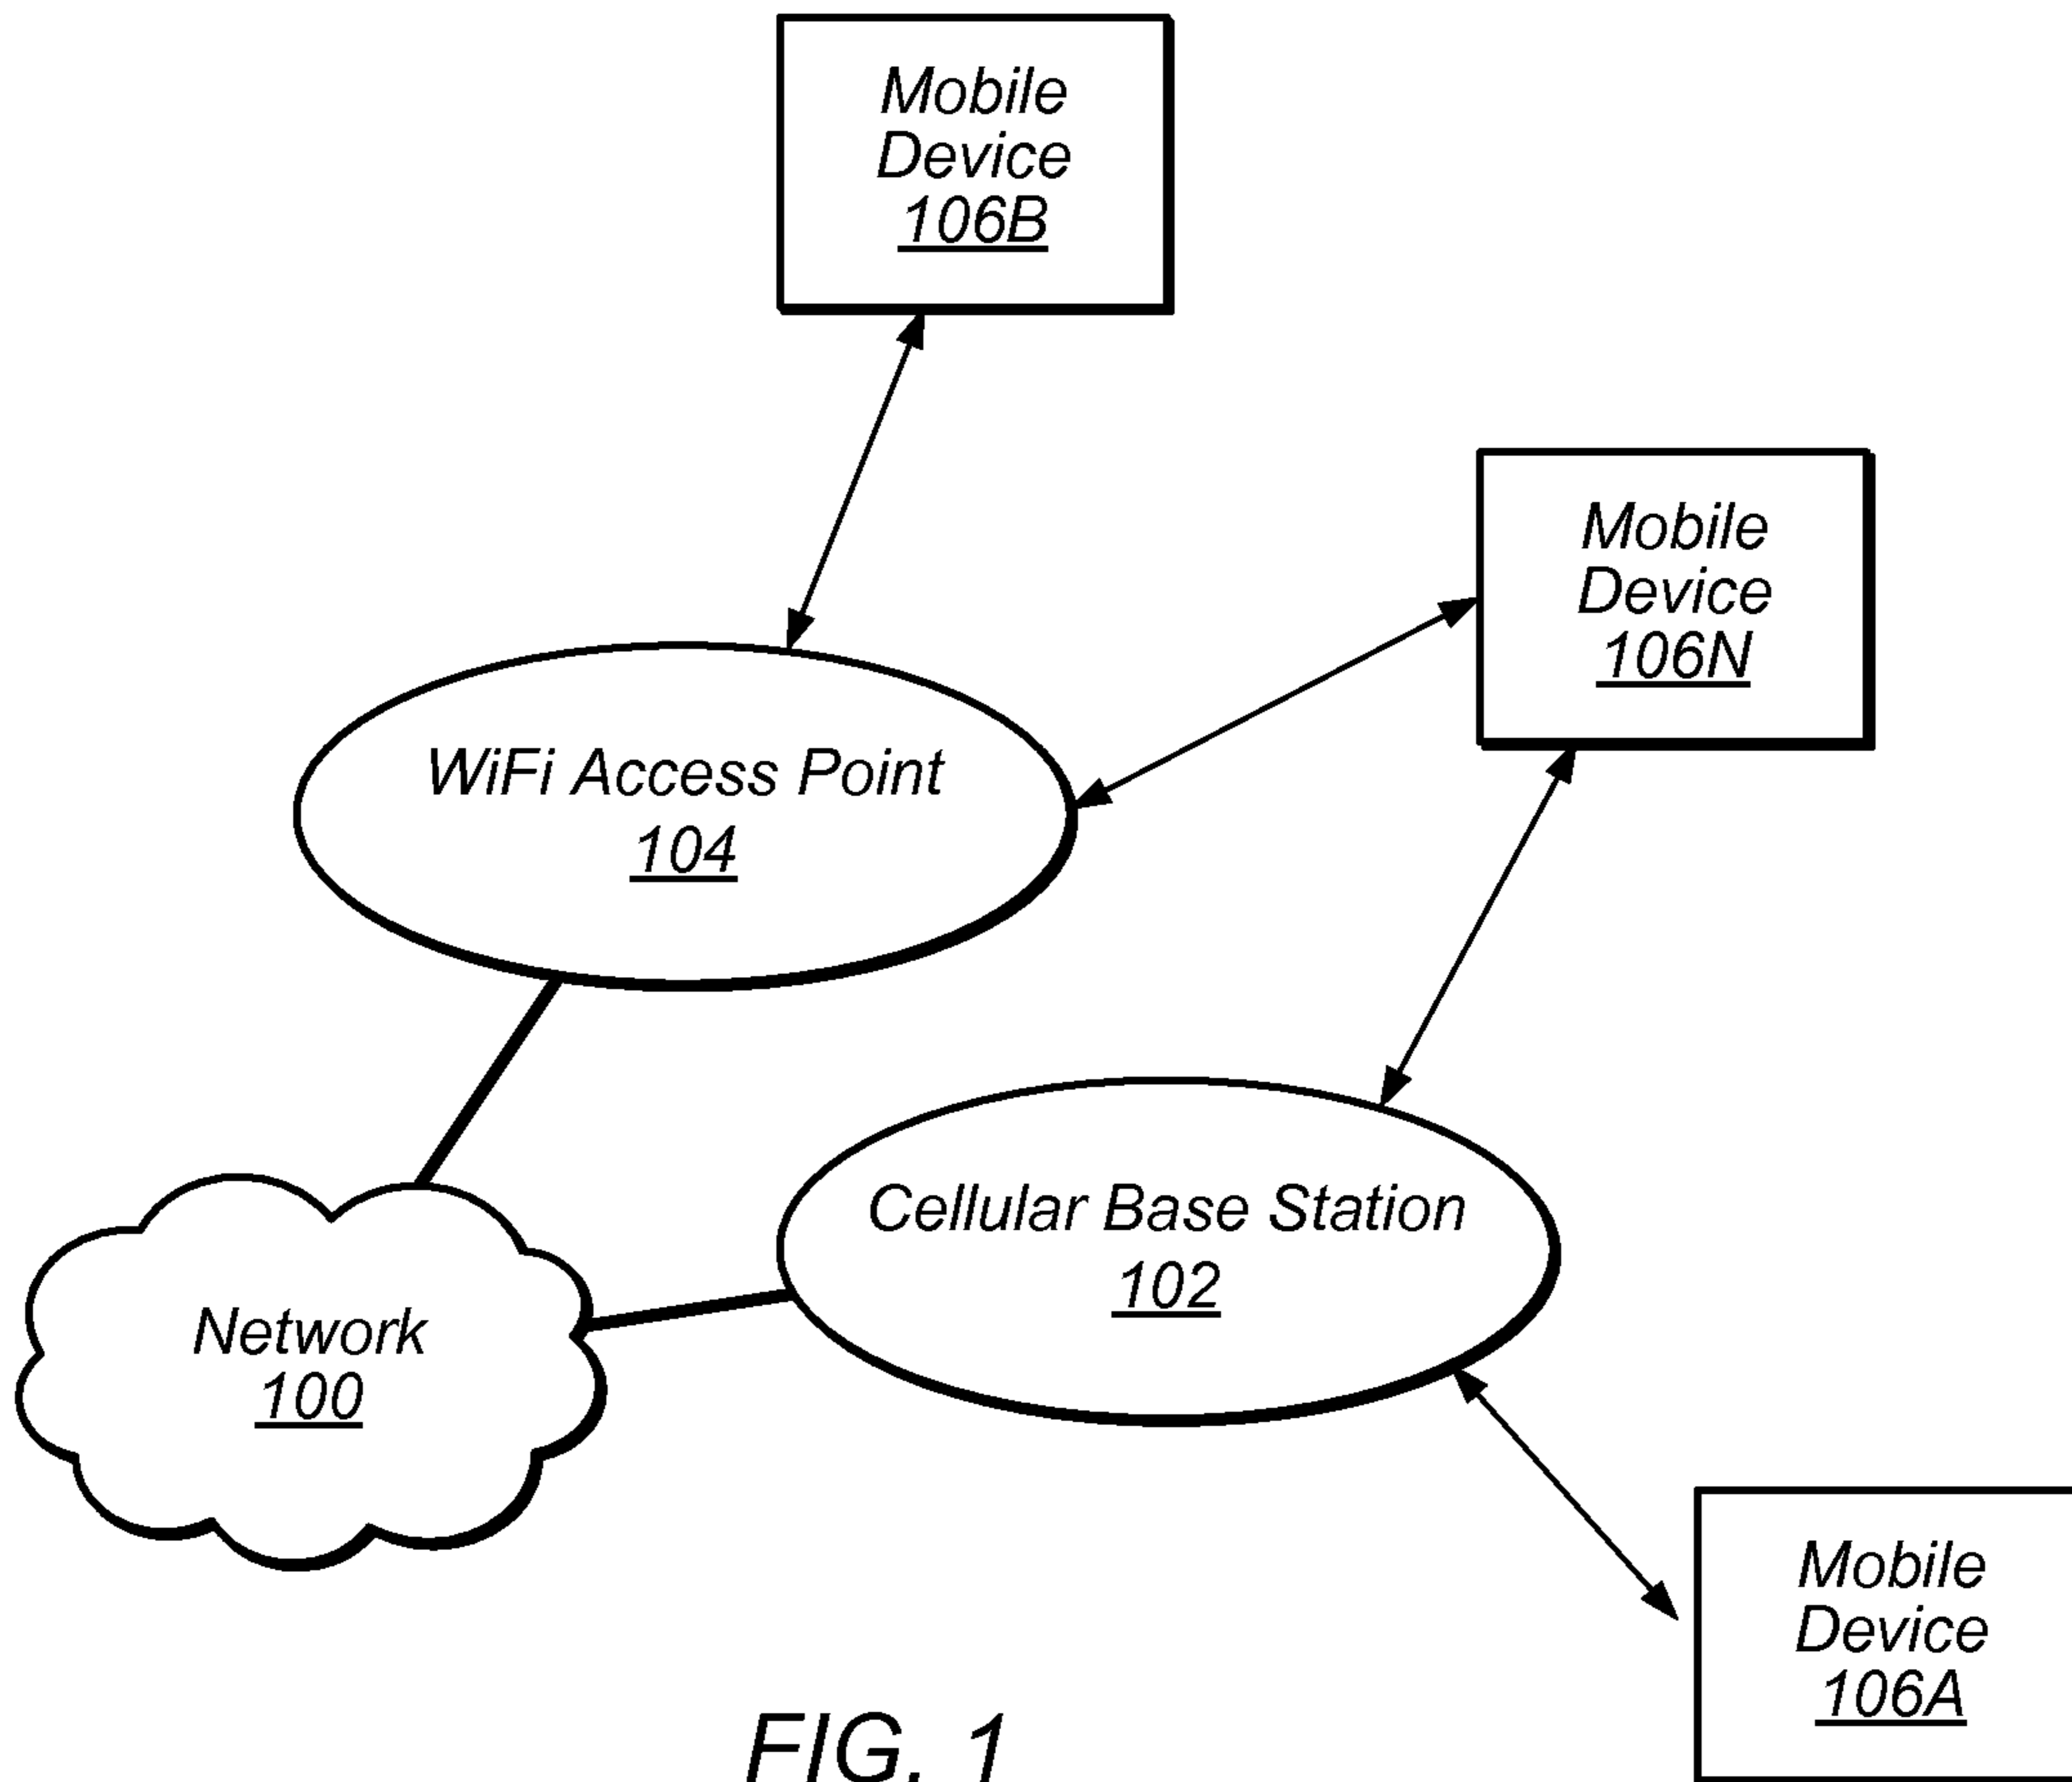 Mobile
Device
106B
Mobile
Device
106N
WiFi Access Point
104
Cellular Base Station
102
Network
100
Mobile
Device
106A
FIG. 1